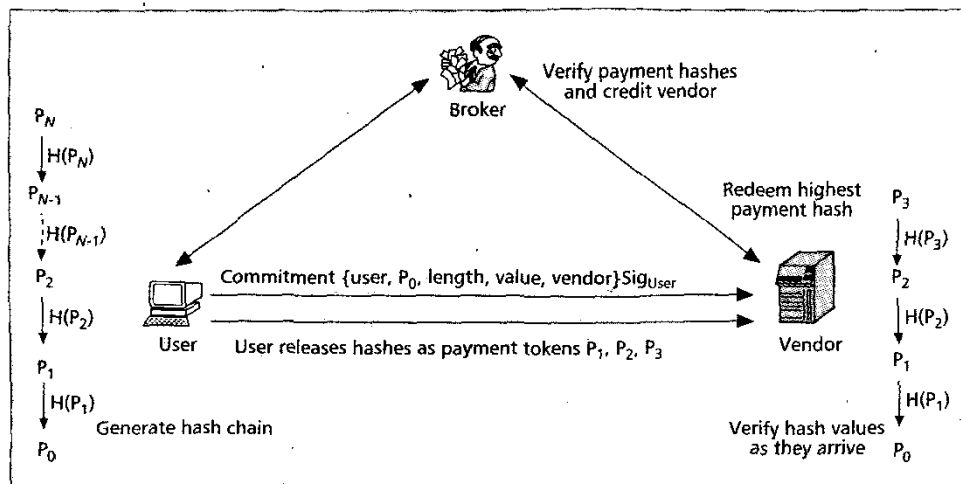 Broker
Verify payment hashes
and credit vendor
P_N
H(P_N)
P_{N-1}
H(P_{N-1})
P_2
H(P_2)
P_1
H(P_1)
P_0
Generate hash chain
User
Commitment {user, P_0, length, value, vendor}Sig_{User}
User releases hashes as payment tokens P_1, P_2, P_3
Redeem highest
payment hash
Vendor
P_3
H(P_3)
P_2
H(P_2)
P_1
H(P_1)
P_0
Verify hash values
as they arrive